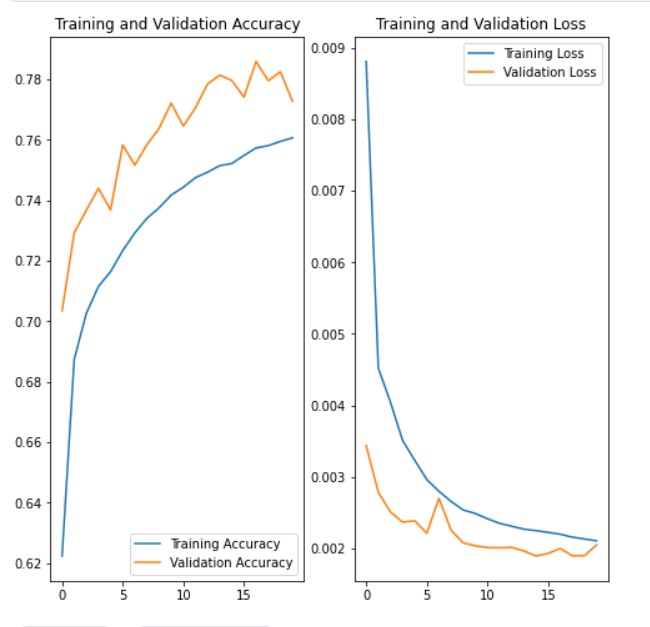 Training and Validation Accuracy
0.78
0.76
0.74
0.72
0.70
0.68
0.66
0.64
0.62
Training Accuracy
Validation Accuracy
0 5 10 15
Training and Validation Loss
0.009
0.008
0.007
0.006
0.005
0.004
0.003
0.002
Training Loss
Validation Loss
0 5 10 15